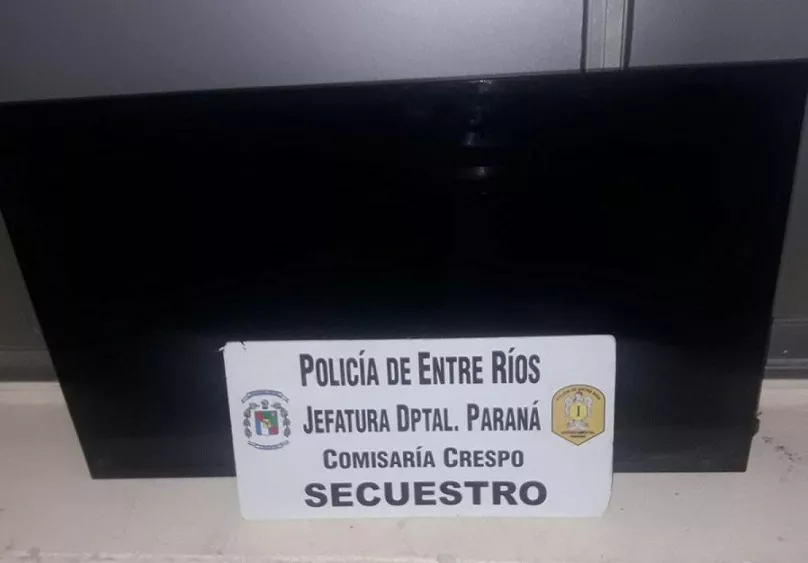 POLICÍA DE ENTRE RÍOS
JEFATURA DPTAL. PARANÁ
COMISARÍA CRESPO
SECUESTRO